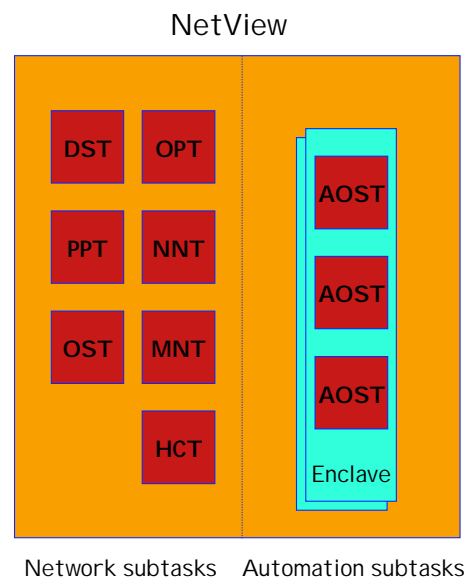 NetView
DST OPT
AOST
PPT NNT
AOST
OST MNT
AOST
HCT
Enclave
Network subtasks Automation subtasks